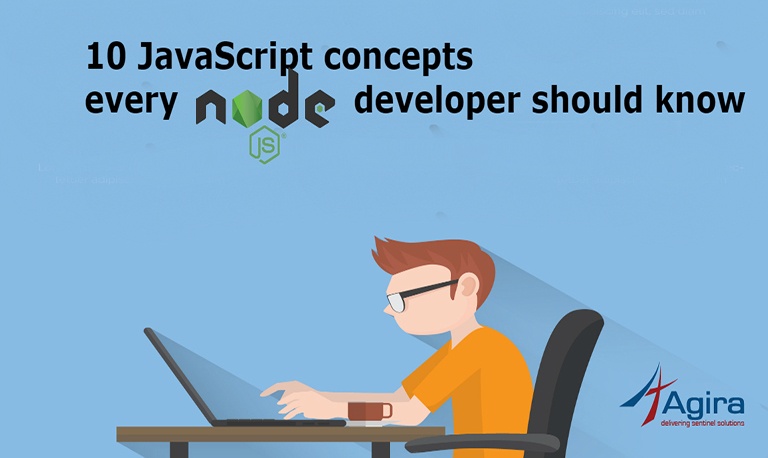 10 JavaScript concepts
every node developer should know
JS
Agira
delivering sentinel solutions